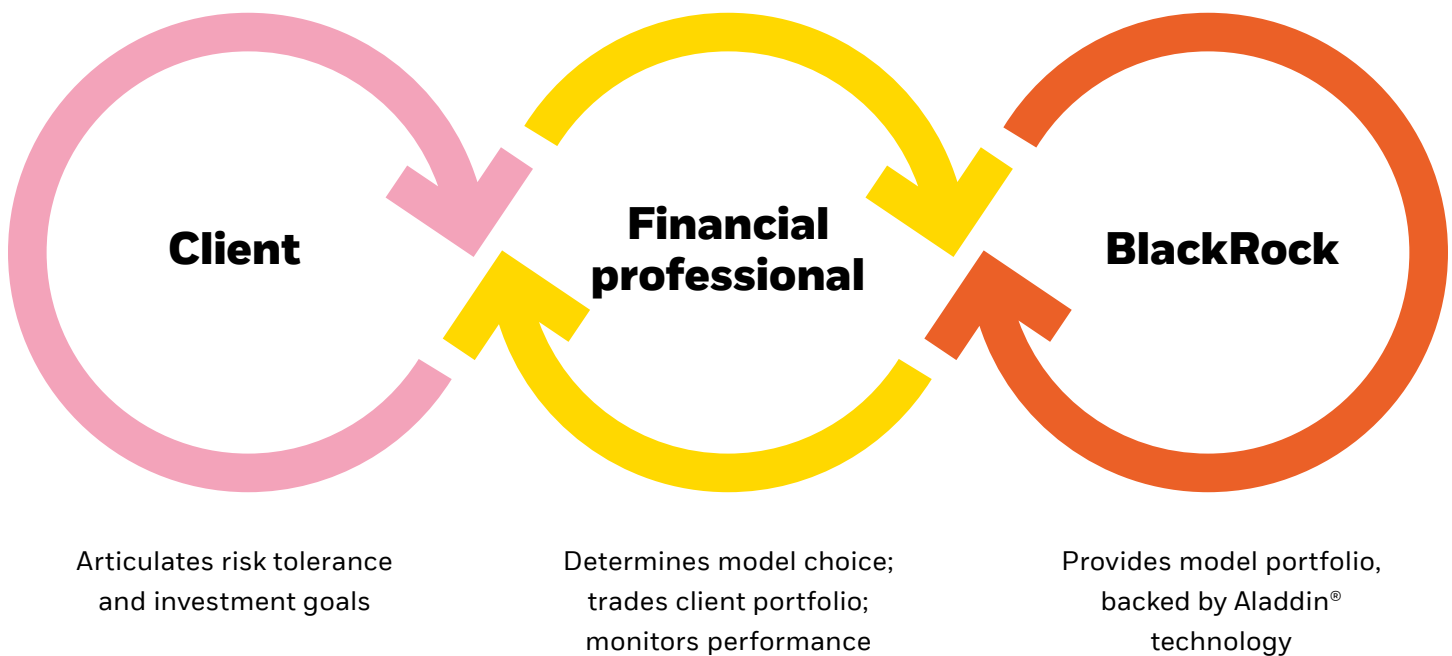 Client
Financial
professional
BlackRock
Articulates risk tolerance
and investment goals
Determines model choice;
trades client portfolio;
monitors performance
Provides model portfolio,
backed by Aladdin®
technology